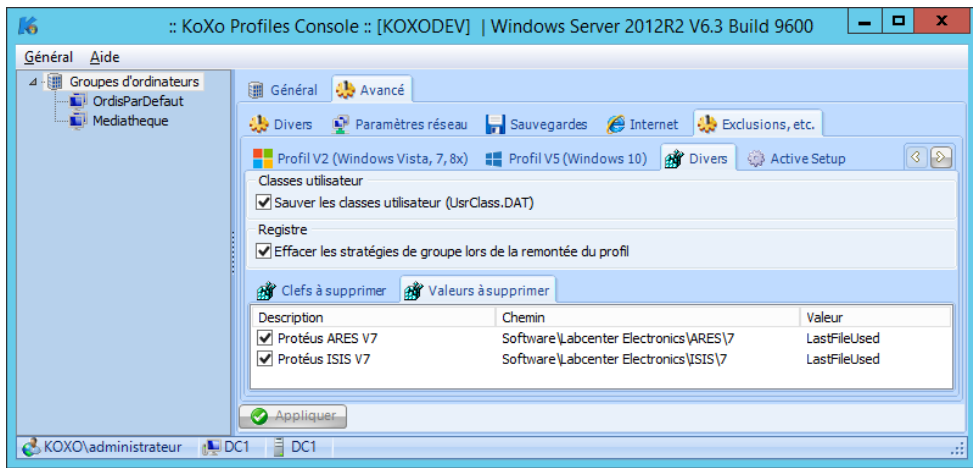 :: KoXo Profiles Console :: [KOXODEV] | Windows Server 2012R2 V6.3 Build 9600
Général Aide
Groupes d'ordinateurs
OrdisParDefaut
Mediatheque
Général Avancé
Divers Paramètres réseau Sauvegardes Internet Exclusions, etc.
Profil V2 (Windows Vista, 7, 8x) Profil V5 (Windows 10) Divers Active Setup
Classes utilisateur
Sauver les classes utilisateur (UsrClass.DAT)
Registre
Effacer les stratégies de groupe lors de la remontée du profil
Clefs à supprimer Valeurs à supprimer
Description Chemin Valeur
Protéus ARES V7 Software\Labcenter Electronics\ARES\7 LastFileUsed
Protéus ISIS V7 Software\Labcenter Electronics\ISIS\7 LastFileUsed
Appliquer
KOXO\administrateur DC1 DC1